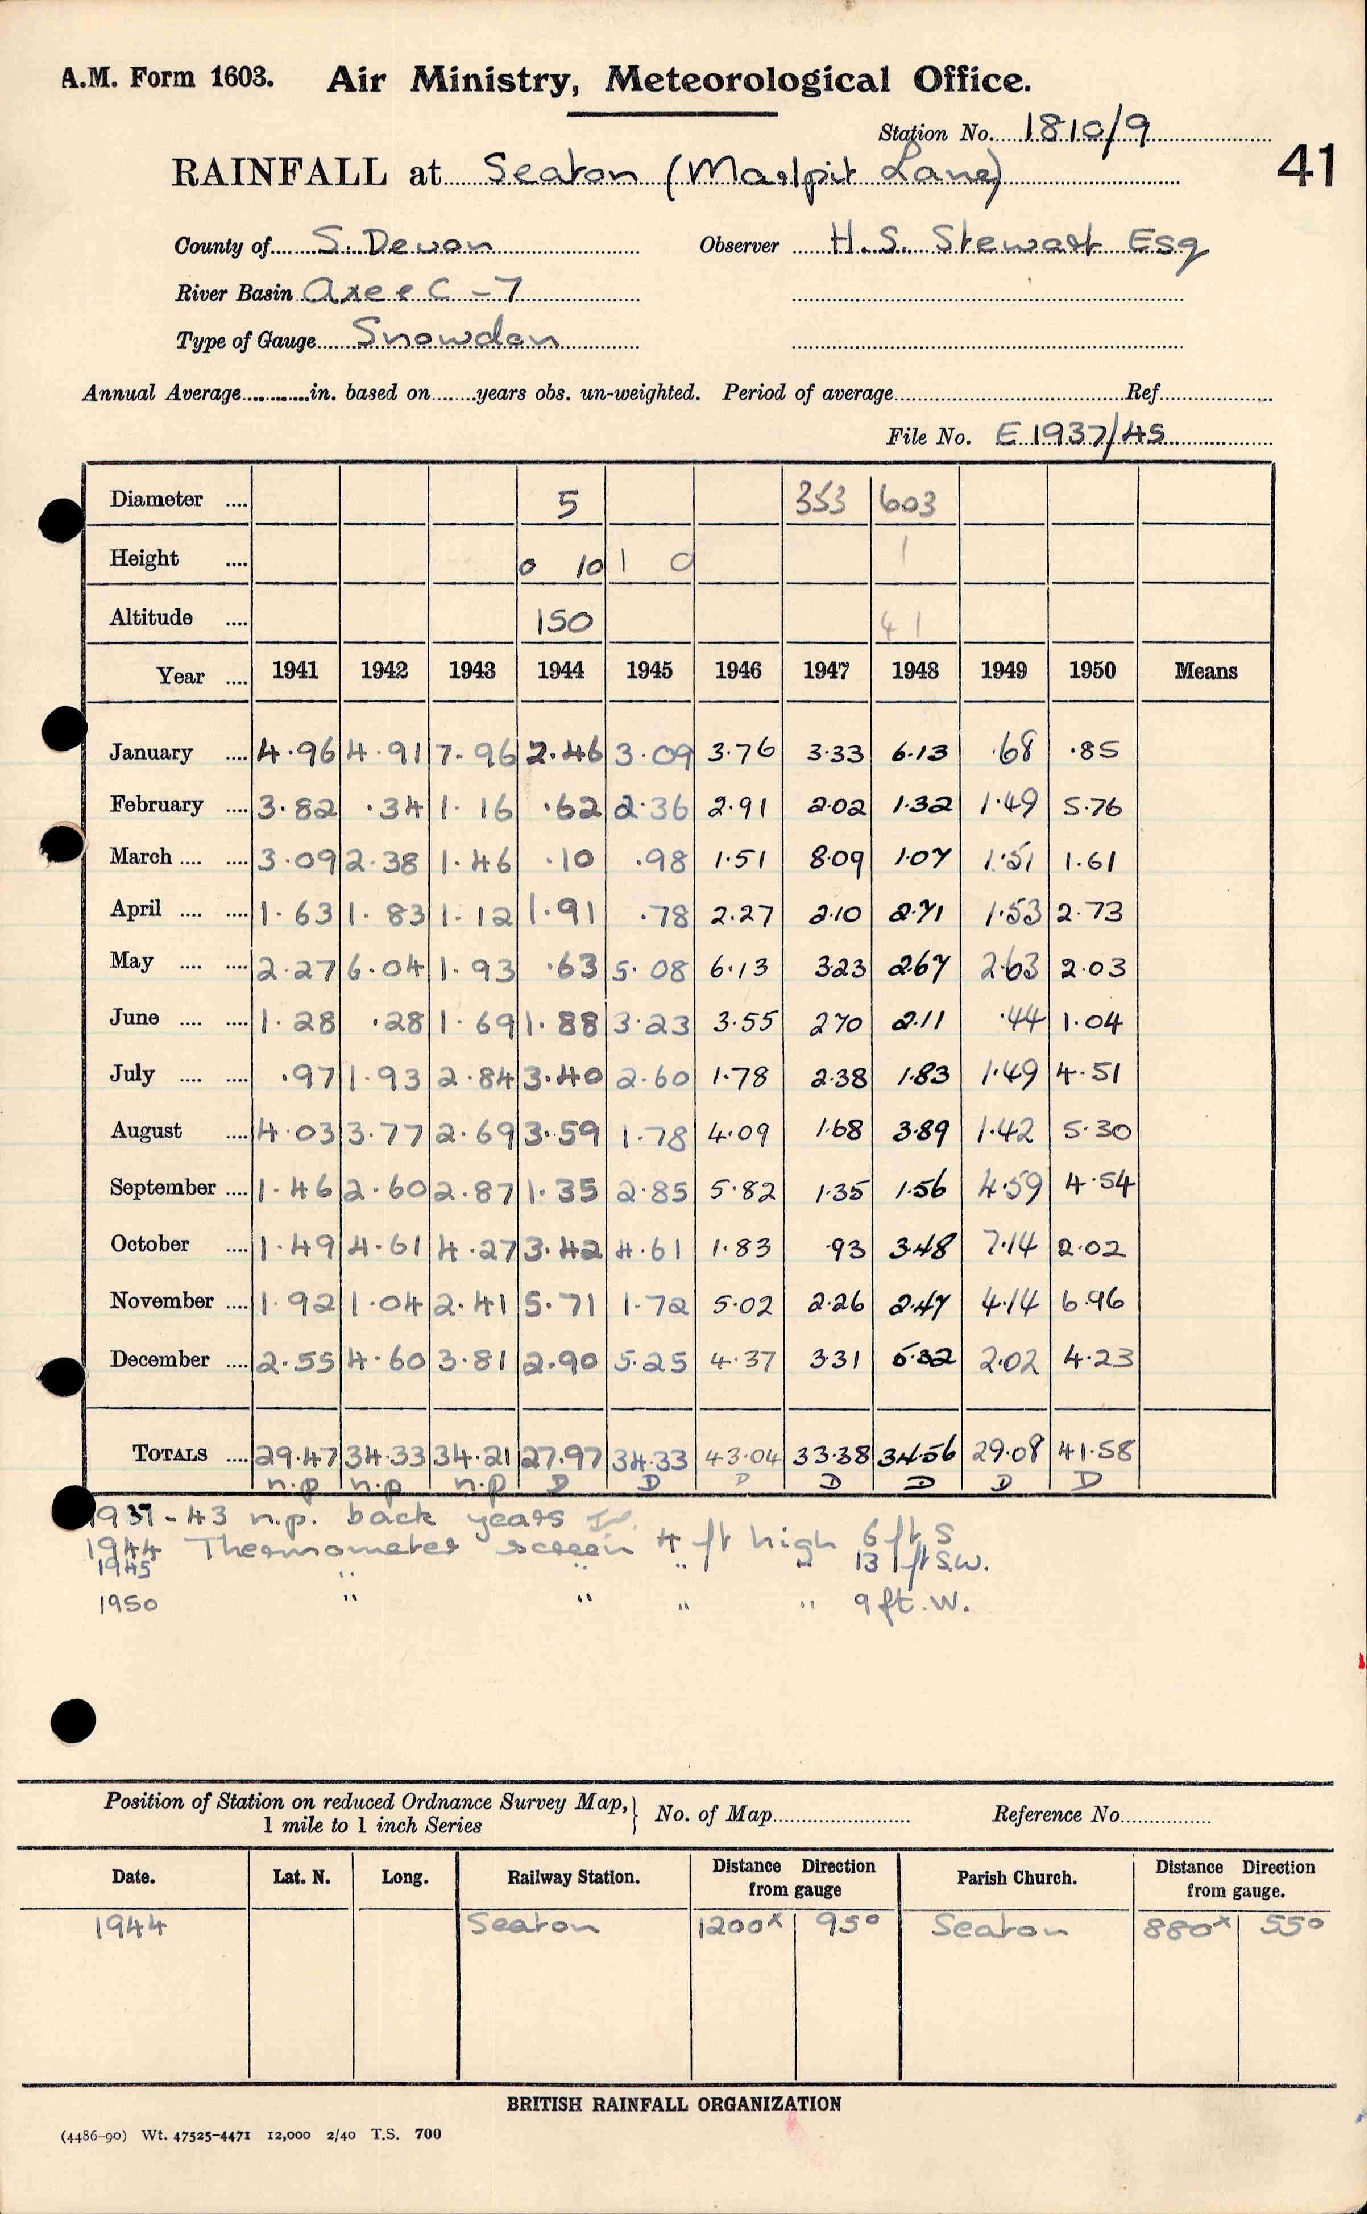 A.M. Form 1603. Air Ministry, Meteorological Office.
Station No. 1810/9
41
RAINFALL at Seaton (Marlpit Lane)
County of S. Devon Observer H. S. Stewart Esq
River Basin Axe & C - 7
Type of Gauge Snowdon
Annual Average............in. based on........years obs. un-weighted. Period of average........ Ref........
File No. E 1937/45
Diameter .... 5 353 603
Height .... 0 10 1 0 1
Altitude .... 150 41
Year .... 1941 1942 1943 1944 1945 1946 1947 1948 1949 1950 Means
January .... 4.96 4.91 7.96 2.46 3.09 3.76 3.33 6.13 .68 .85
February .... 3.82 .34 1.16 .62 2.36 2.91 2.02 1.32 1.49 5.76
March .... .... 3.09 2.38 1.46 .10 .98 1.51 8.09 1.07 1.51 1.61
April .... .... 1.63 1.83 1.12 1.91 .78 2.27 2.10 2.71 1.53 2.73
May .... .... 2.27 6.04 1.93 .63 5.08 6.13 3.23 2.67 2.63 2.03
June .... .... 1.28 .28 1.69 1.88 3.23 3.55 2.70 2.11 .44 1.04
July .... .... .97 1.93 2.84 3.40 2.60 1.78 2.38 1.83 1.49 4.51
August .... 4.03 3.77 2.69 3.59 1.78 4.09 1.68 3.89 1.42 5.30
September .... 1.46 2.60 2.87 1.35 2.85 5.82 1.35 1.56 4.59 4.54
October .... 1.49 4.61 4.27 3.42 4.61 1.83 .93 3.48 7.14 2.02
November .... 1.92 1.04 2.41 5.71 1.72 5.02 2.26 2.47 4.14 6.96
December .... 2.55 4.60 3.81 2.90 5.25 4.37 3.31 5.32 2.02 4.23
TOTALS .... 29.47 34.33 34.21 27.97 34.33 43.04 33.38 34.56 29.08 41.58
n.p n.p n.p D D D D D D D
1937-43 n.p. back years
1944 Thermometer screen 4 ft high 6 ft S
1945 " " " " 13 ft S.W.
1950 " " " " 9 ft. W.
Position of Station on reduced Ordnance Survey Map, } No. of Map........ Reference No........
1 mile to 1 inch Series
Date. Lat. N. Long. Railway Station. Distance Direction from gauge Parish Church. Distance Direction from gauge.
1944 Seaton 1200x 95° Seaton 880x 55°
BRITISH RAINFALL ORGANIZATION
(4486-90) Wt. 47525-4471 12,000 2/40 T.S. 700